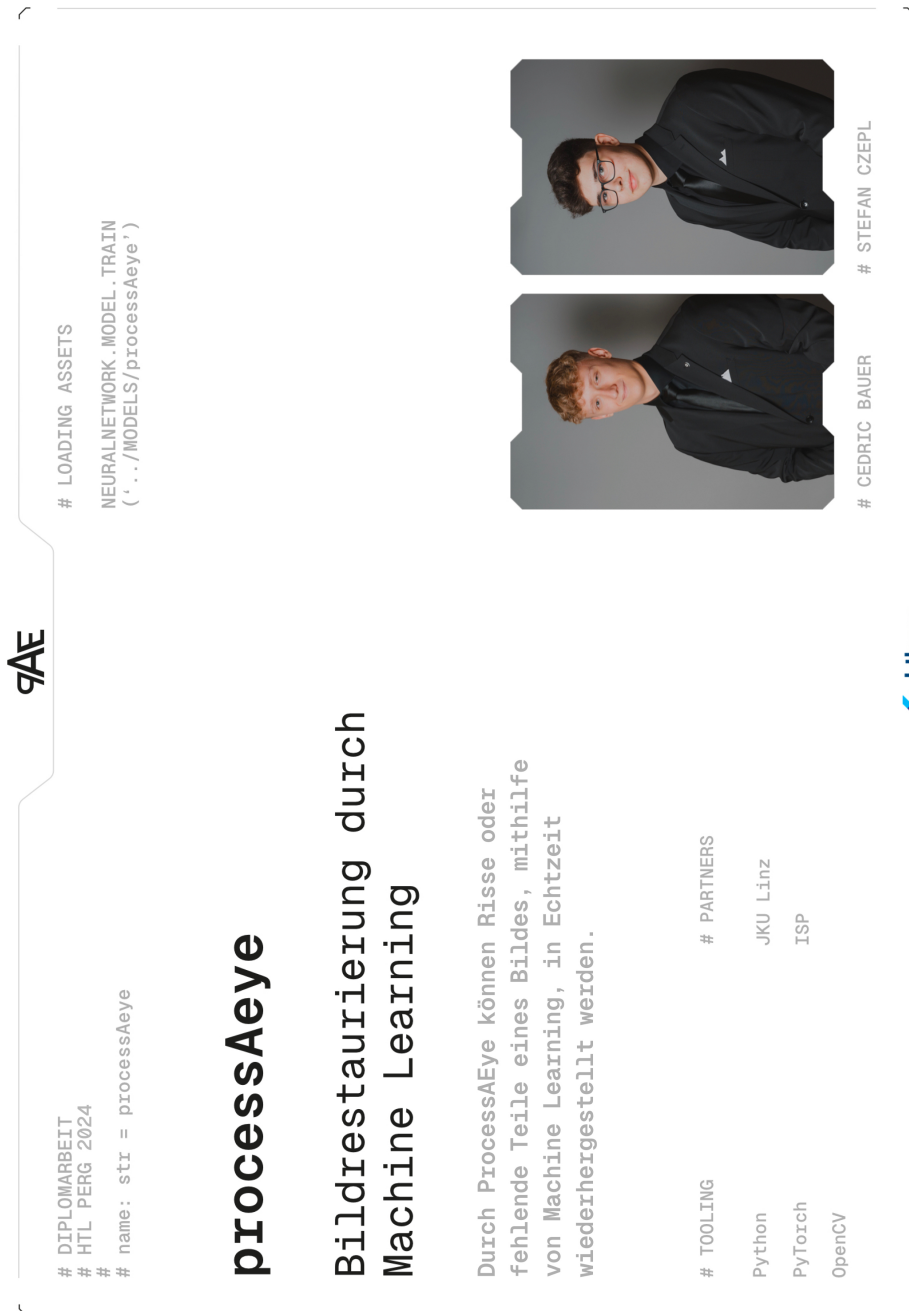 pAE
# DIPLOMARBEIT
# HTL PERG 2024
#
# name: str = processAeye
# LOADING ASSETS
NEURALNETWORK.MODEL.TRAIN
(‘../MODELS/processAeye’)
processAeye
Bildrestaurierung durch
Machine Learning
Durch ProcessAEye können Risse oder
fehlende Teile eines Bildes, mithilfe
von Machine Learning, in Echtzeit
wiederhergestellt werden.
# TOOLING
Python
PyTorch
OpenCV
# PARTNERS
JKU Linz
ISP
# CEDRIC BAUER
# STEFAN CZEPL